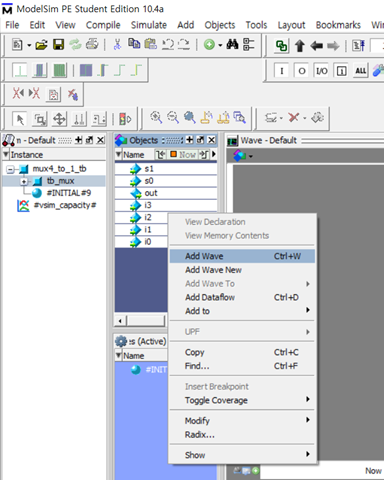 ModelSim PE Student Edition 10.4a
File Edit View Compile Simulate Add Objects Tools Layout Bookmarks
I O I/O ALL
n - Default
Objects
Wave - Default
Instance
Name
Now
mux4_to_1_tb
tb_mux
#INITIAL#9
#vsim_capacity#
s1
s0
out
i3
i2
i1
i0
View Declaration
View Memory Contents
Add Wave Ctrl+W
Add Wave New
Add Wave To
Add Dataflow Ctrl+D
Add to
UPF
Copy Ctrl+C
Find... Ctrl+F
Insert Breakpoint
Toggle Coverage
Modify
Radix...
Show
es (Active)
Name
#INIT
Now